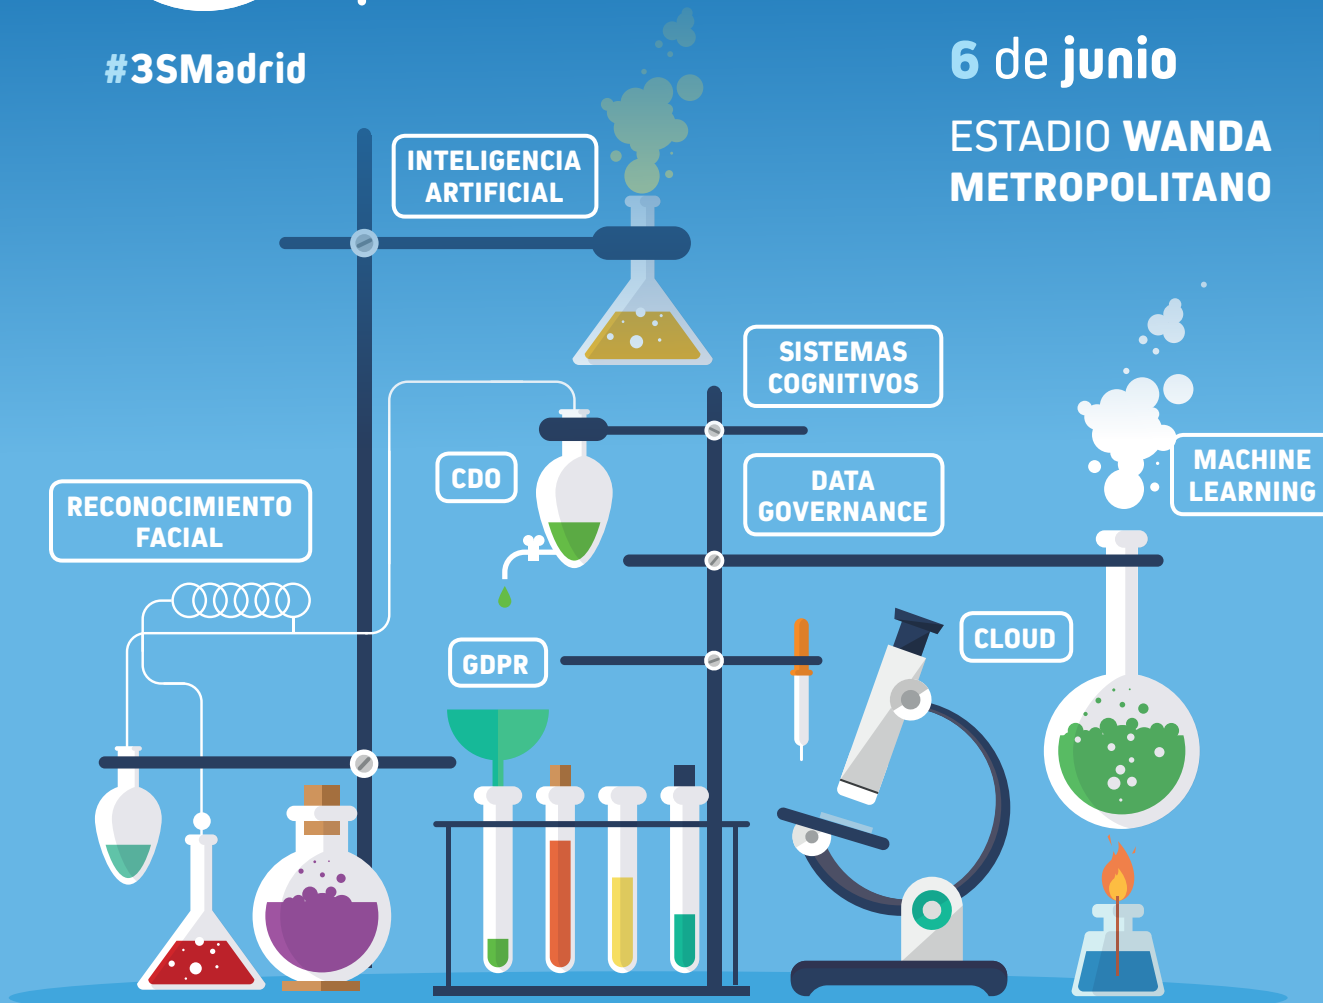 #3SMadrid
6 de junio
ESTADIO WANDA
METROPOLITANO
INTELIGENCIA
ARTIFICIAL
SISTEMAS
COGNITIVOS
CDO
DATA
GOVERNANCE
MACHINE
LEARNING
RECONOCIMIENTO
FACIAL
GDPR
CLOUD